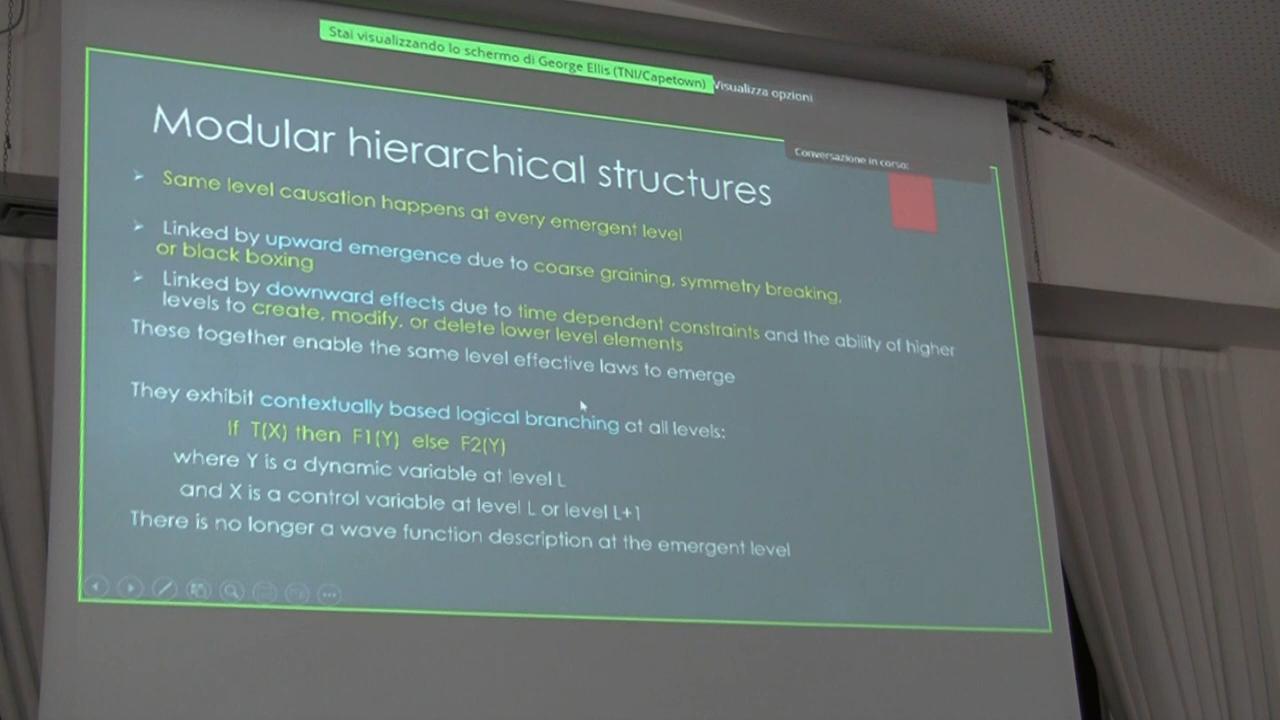 Stai visualizzando lo schermo di George Ellis (TNI/Capetown)
Visualizza opzioni
Conversazione in corso:
Modular hierarchical structures
Same level causation happens at every emergent level
Linked by upward emergence due to coarse graining, symmetry breaking,
or black boxing
Linked by downward effects due to time dependent constraints and the ability of higher
levels to create, modify, or delete lower level elements
These together enable the same level effective laws to emerge
They exhibit contextually based logical branching at all levels:
If T(X) then F1(Y) else F2(Y)
where Y is a dynamic variable at level L
and X is a control variable at level L or level L+1
There is no longer a wave function description at the emergent level